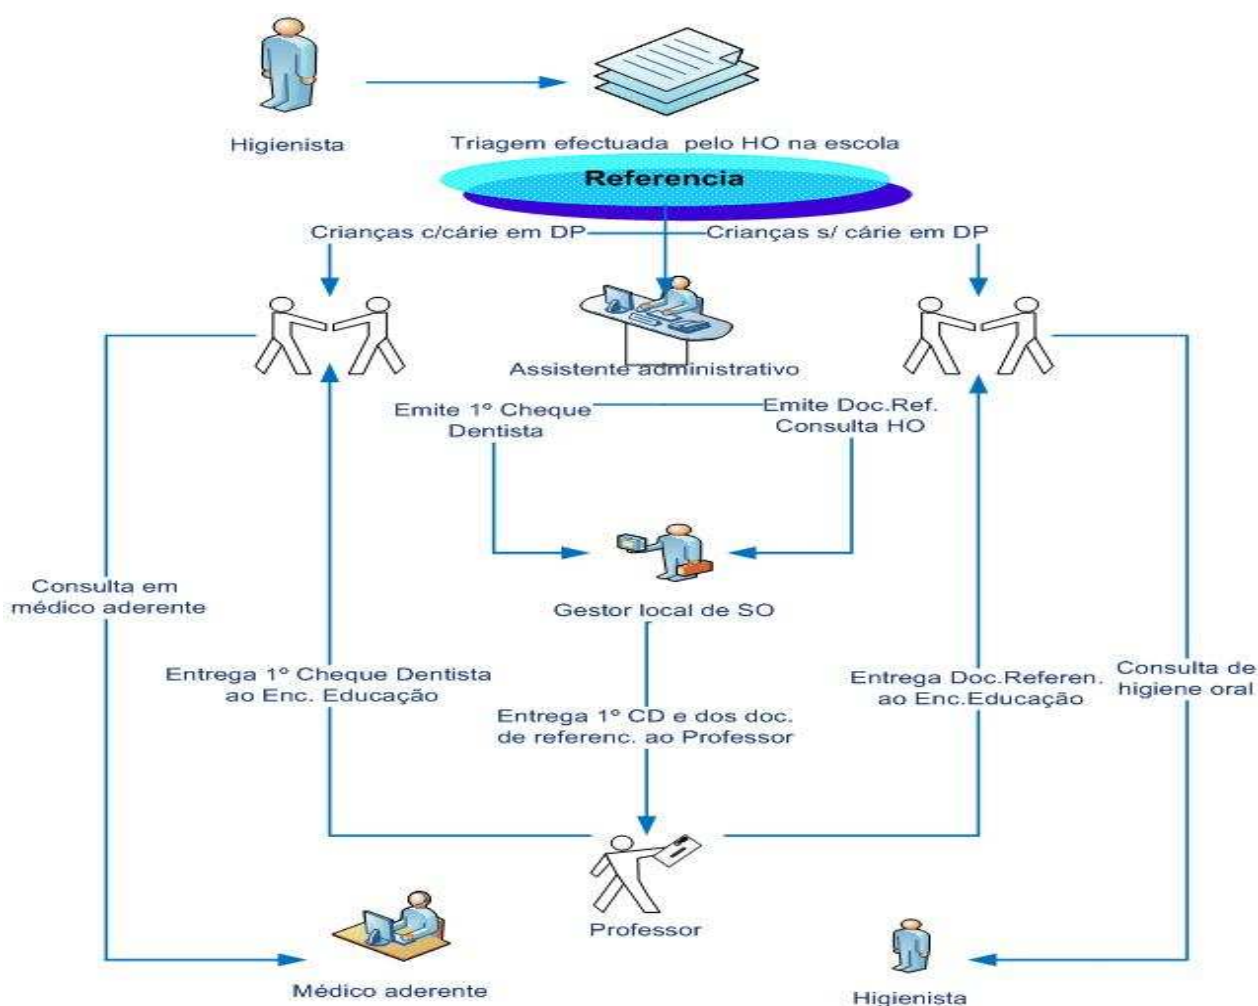 Higienista
Triagem efectuada pelo HO na escola
Referencia
Crianças c/cárie em DP
Crianças s/ cárie em DP
Assistente administrativo
Emite 1º Cheque
Dentista
Emite Doc.Ref.
Consulta HO
Gestor local de SO
Consulta em
médico aderente
Entrega 1º Cheque Dentista
ao Enc. Educação
Entrega 1º CD e dos doc.
de referenc. ao Professor
Entrega Doc.Referen.
ao Enc.Educação
Consulta de
higiene oral
Professor
Médico aderente
Higienista